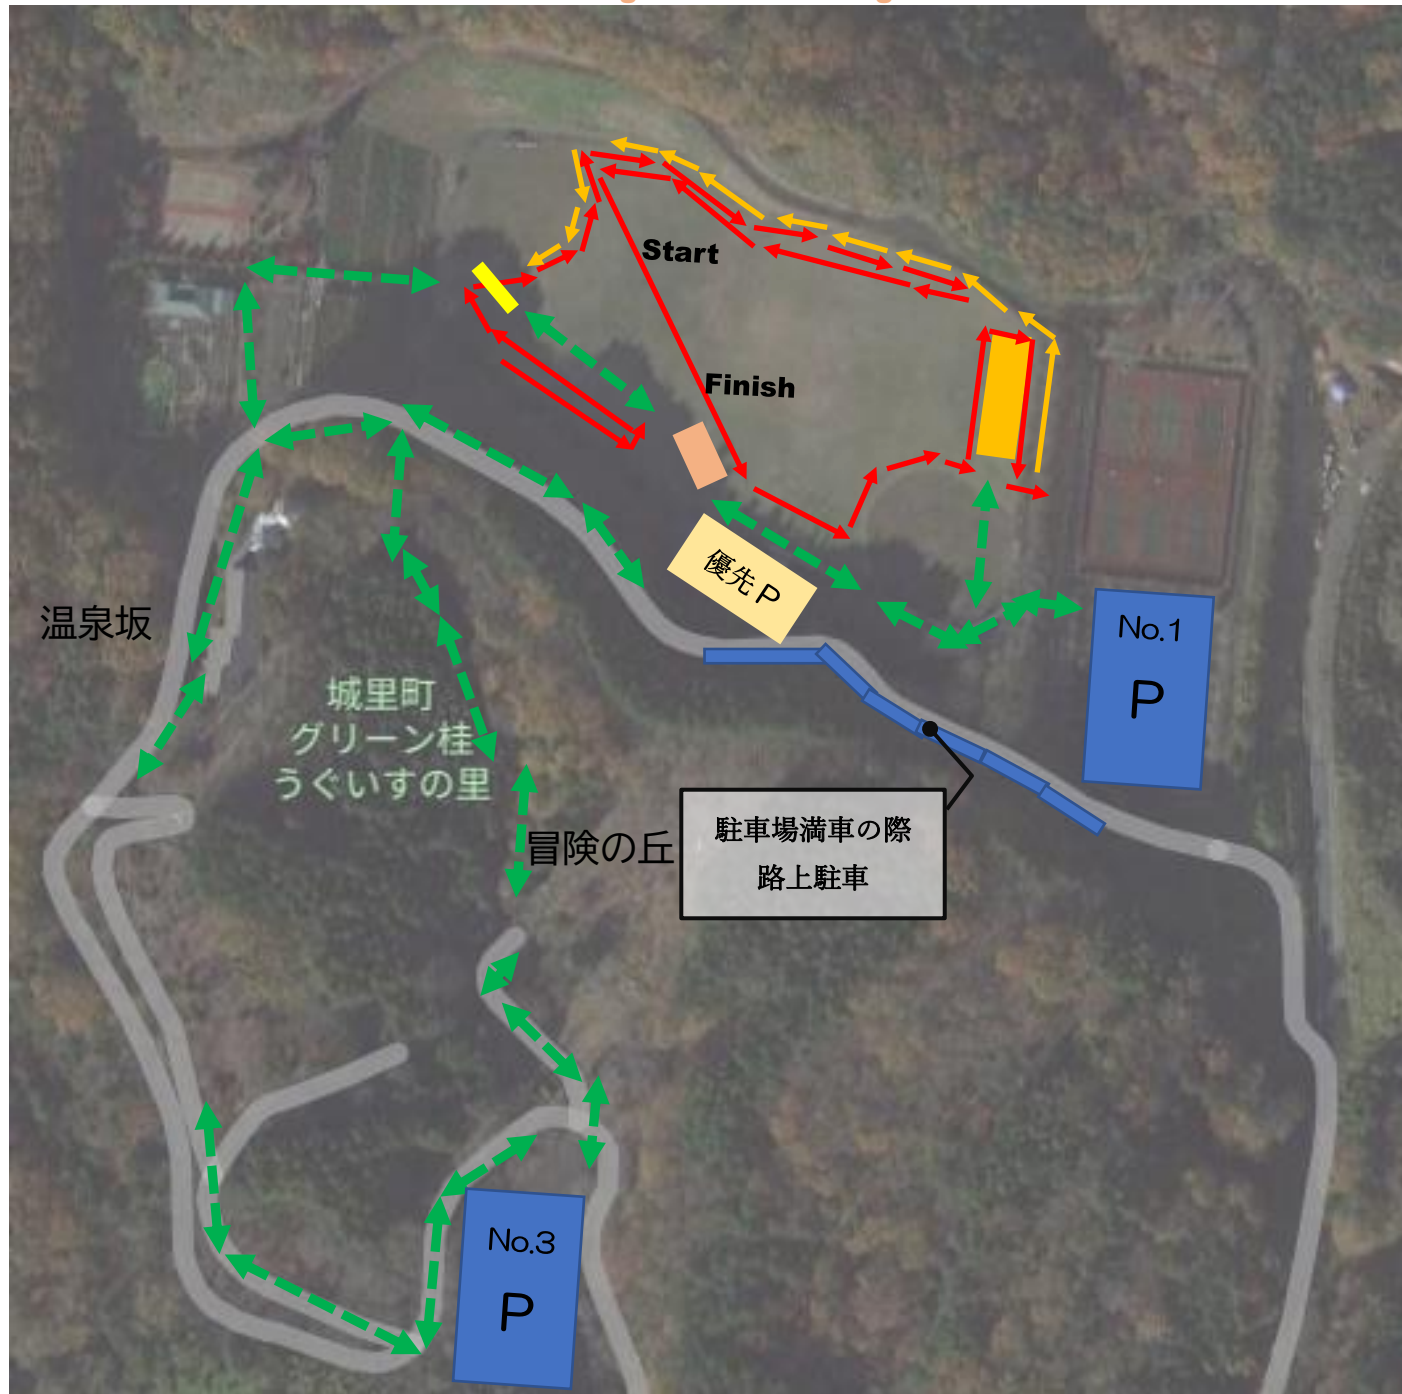 Start
Finish
優先P
温泉坂
No.1
P
城里町
グリーン桂
うぐいすの里
駐車場満車の際
路上駐車
冒険の丘
No.3
P